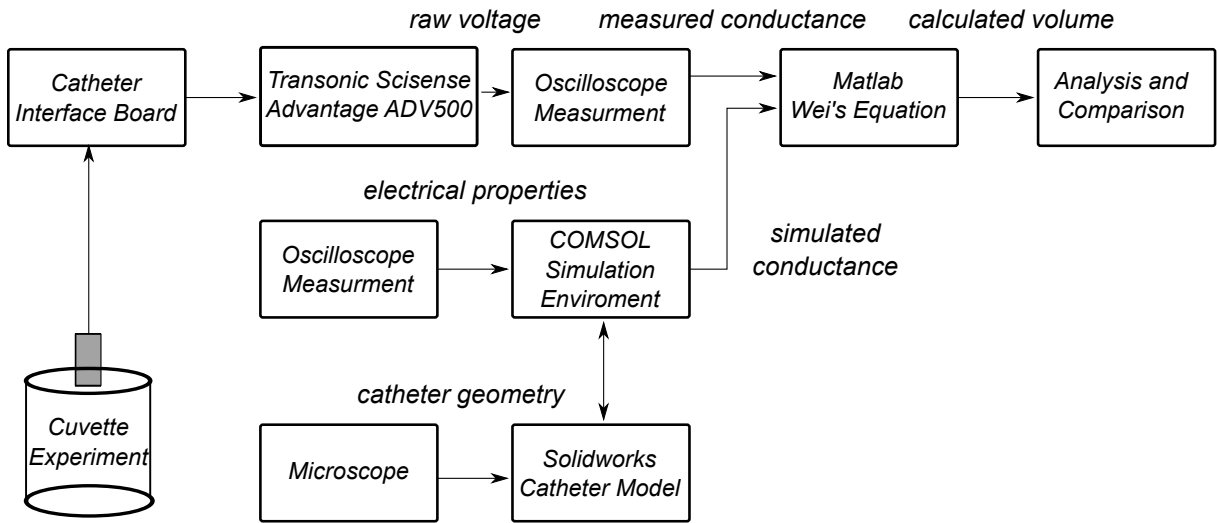 raw voltage
measured conductance
calculated volume
Catheter
Interface Board
Transonic Scisense
Advantage ADV500
Oscilloscope
Measurment
Matlab
Wei's Equation
Analysis and
Comparison
electrical properties
Oscilloscope
Measurment
COMSOL
Simulation
Enviroment
simulated
conductance
catheter geometry
Cuvette
Experiment
Microscope
Solidworks
Catheter Model